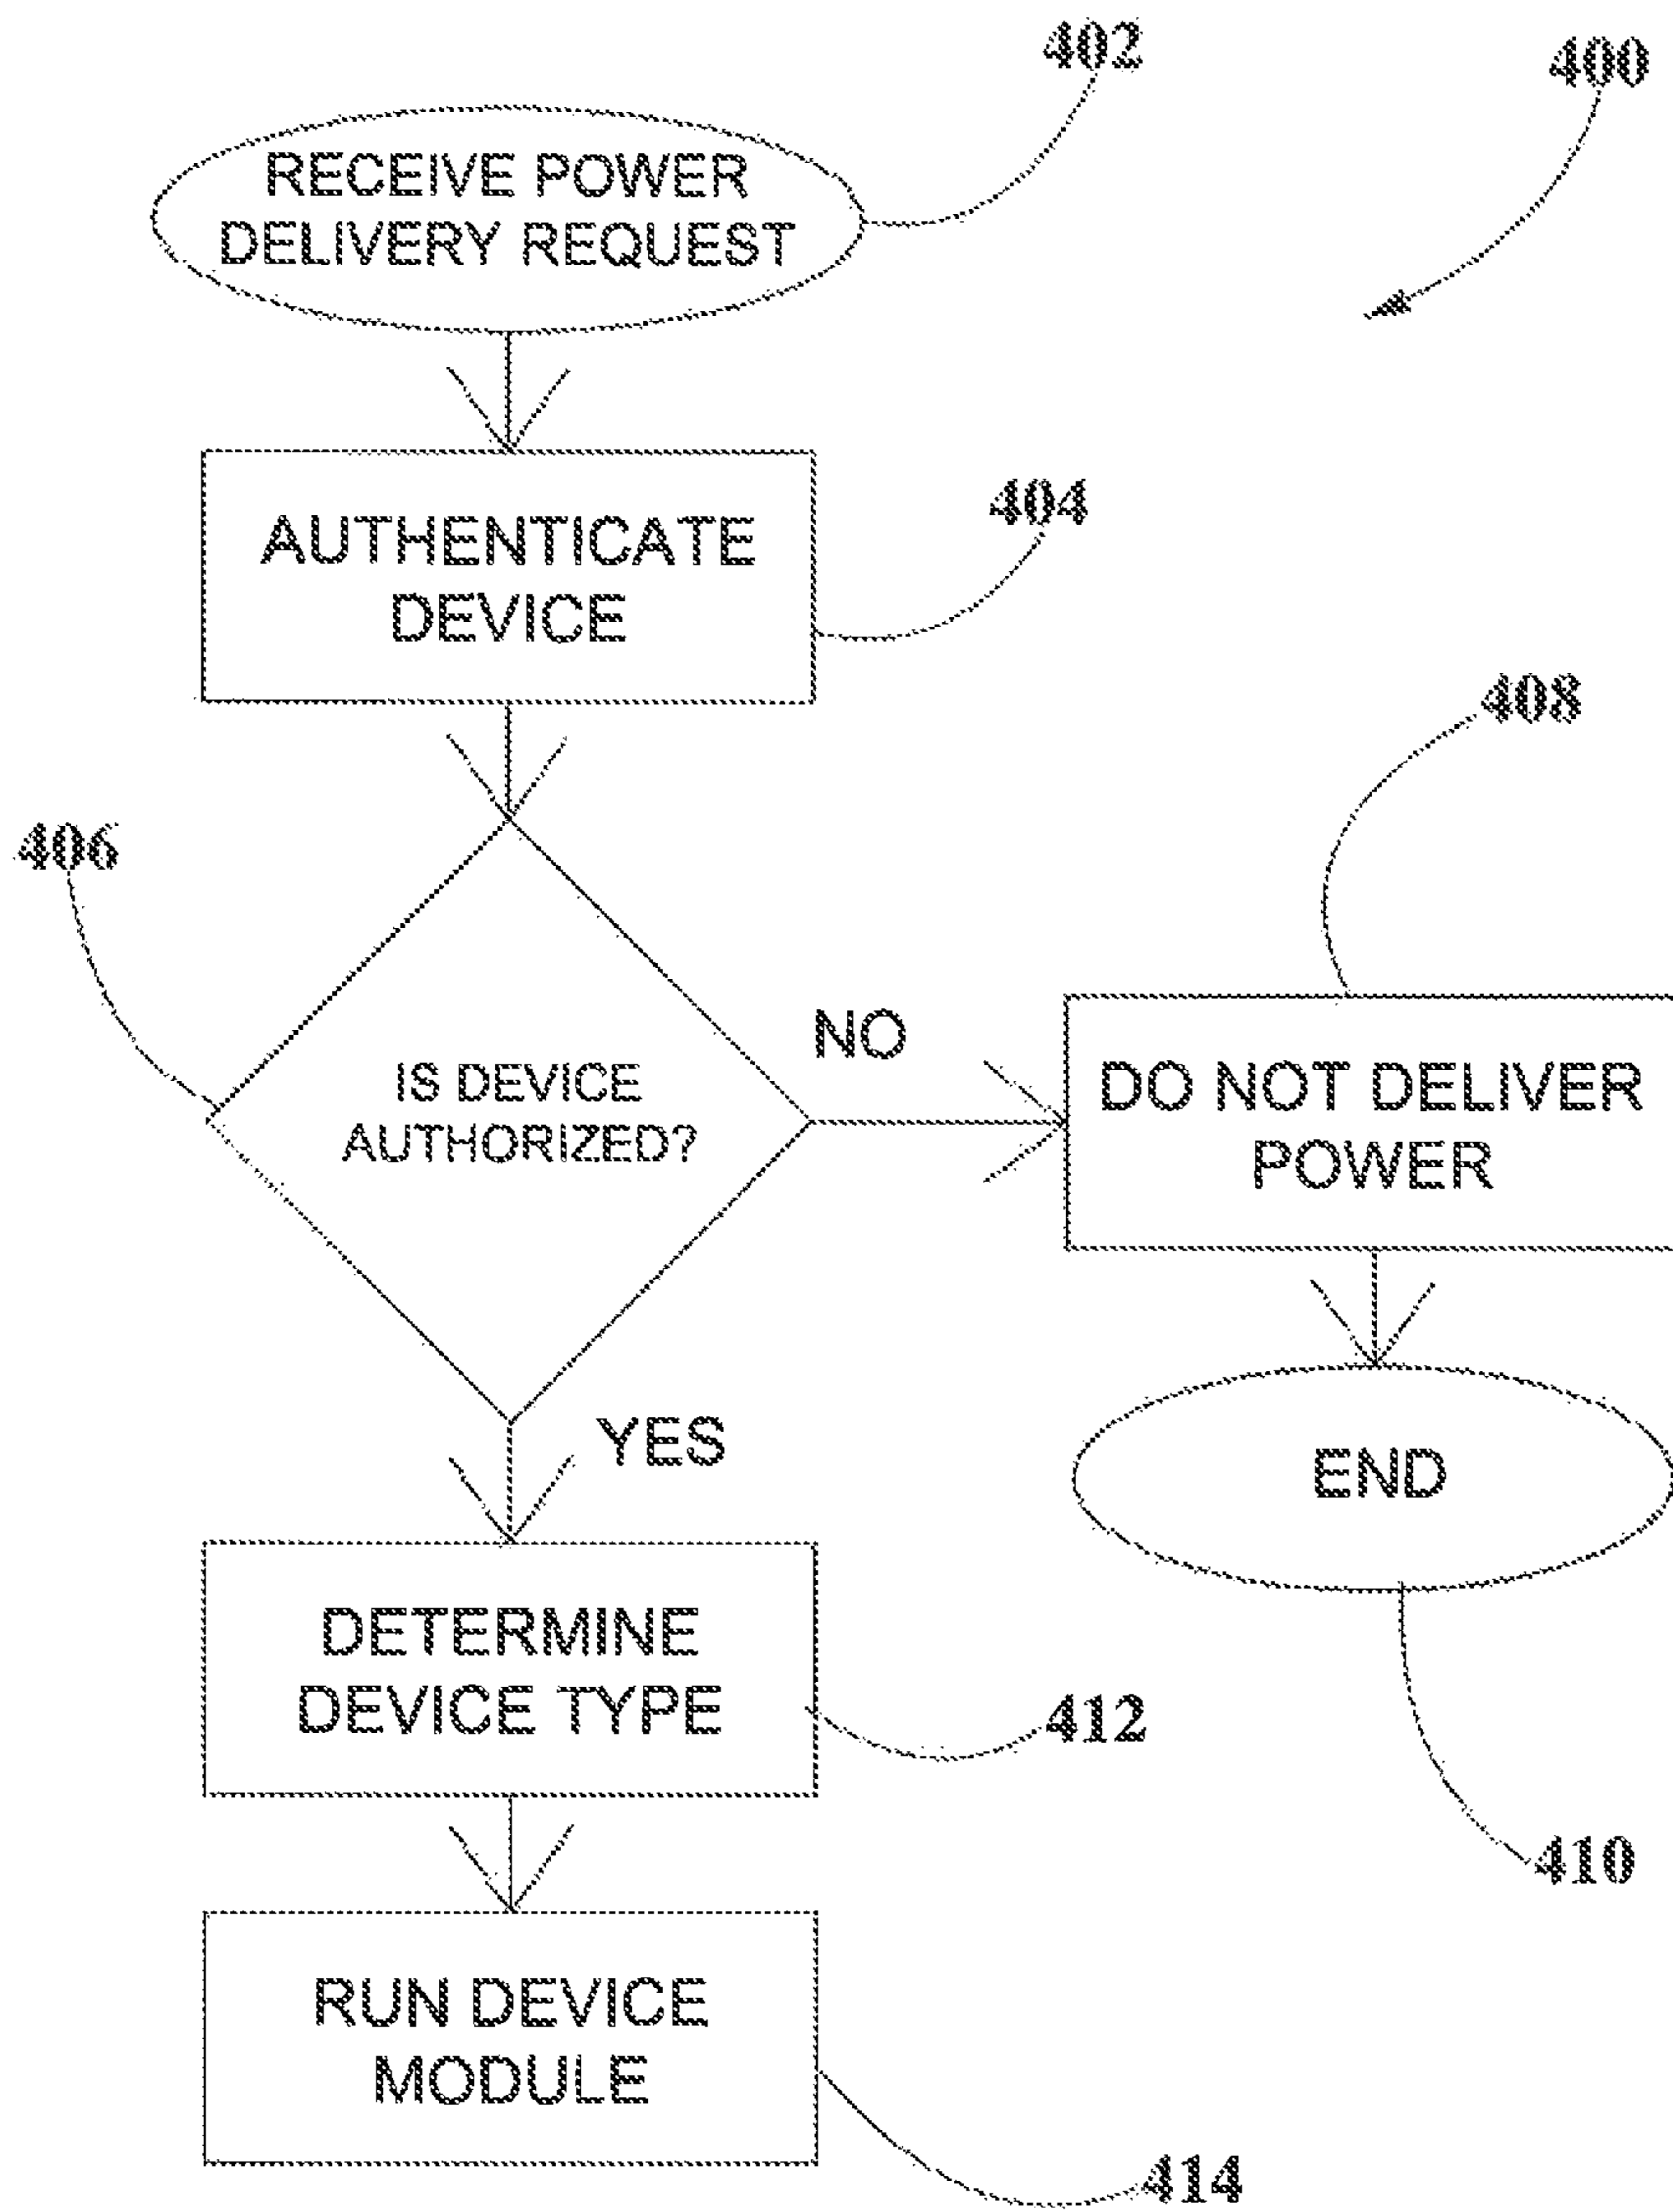 402
400
RECEIVE POWER
DELIVERY REQUEST
AUTHENTICATE
DEVICE
404
408
406
IS DEVICE
AUTHORIZED?
NO
DO NOT DELIVER
POWER
YES
END
DETERMINE
DEVICE TYPE
412
410
RUN DEVICE
MODULE
414